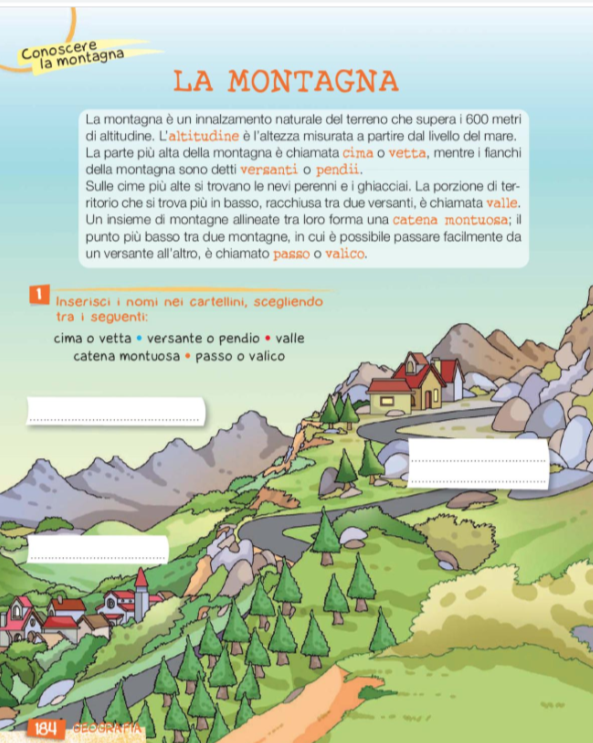 Conoscere
la montagna
LA MONTAGNA
La montagna è un innalzamento naturale del terreno che supera i 600 metri
di altitudine. L'altitudine è l'altezza misurata a partire dal livello del mare.
La parte più alta della montagna è chiamata cima o vetta, mentre i fianchi
della montagna sono detti versanti o pendii.
Sulle cime più alte si trovano le nevi perenni e i ghiacciai. La porzione di ter-
ritorio che si trova più in basso, racchiusa tra due versanti, è chiamata valle.
Un insieme di montagne allineate tra loro forma una catena montuosa; il
punto più basso tra due montagne, in cui è possibile passare facilmente da
un versante all'altro, è chiamato passo o valico.
1
Inserisci i nomi nei cartellini, scegliendo
tra i seguenti:
cima o vetta • versante o pendio • valle
catena montuosa • passo o valico
184 GEOGRAFIA